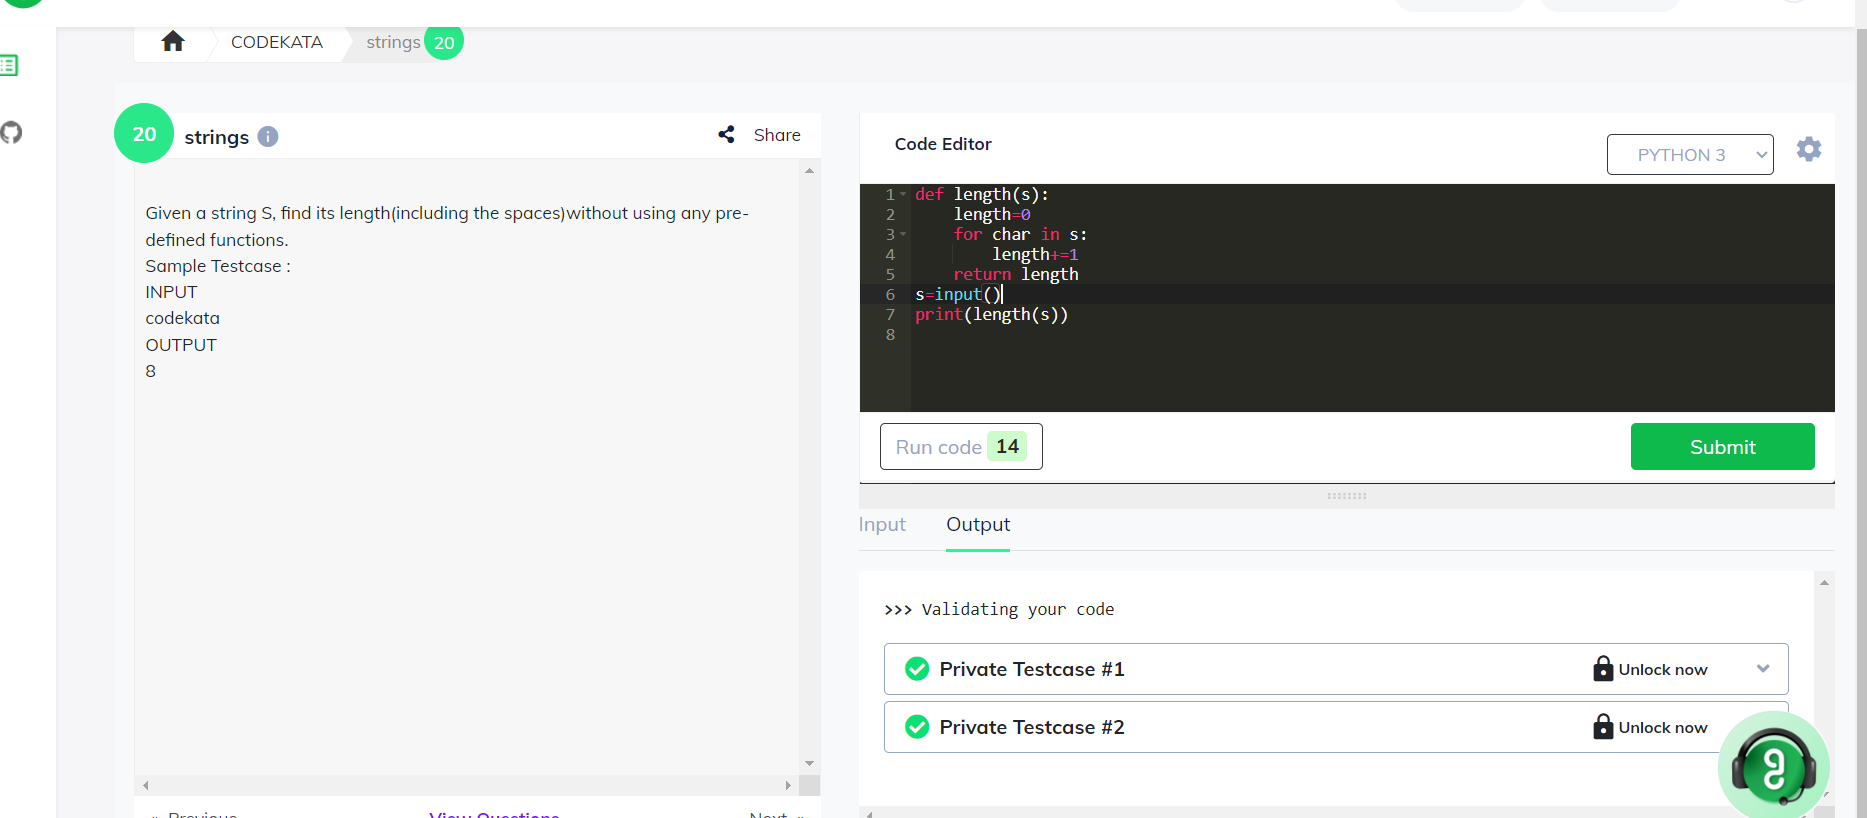 CODEKATA
strings 20
20 strings
Share
Given a string S, find its length(including the spaces)without using any pre-
defined functions.
Sample Testcase :
INPUT
codekata
OUTPUT
8
Previous
View Questions
Next
Code Editor
PYTHON 3
1 def length(s):
2     length=0
3     for char in s:
4         length+=1
5     return length
6 s=input()
7 print(length(s))
8
Run code 14
Submit
Input
Output
>>> Validating your code
Private Testcase #1
Unlock now
Private Testcase #2
Unlock now